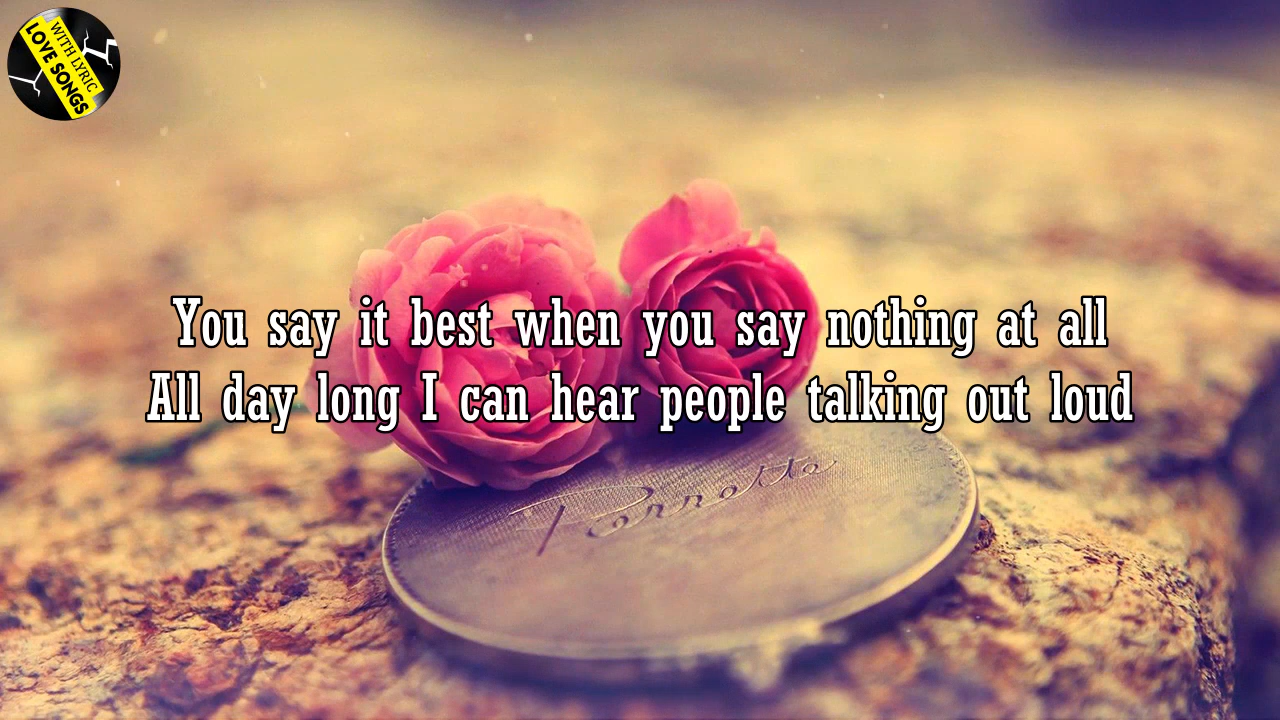 WITH LYRIC
LOVE SONGS
You say it best when you say nothing at all
All day long I can hear people talking out loud